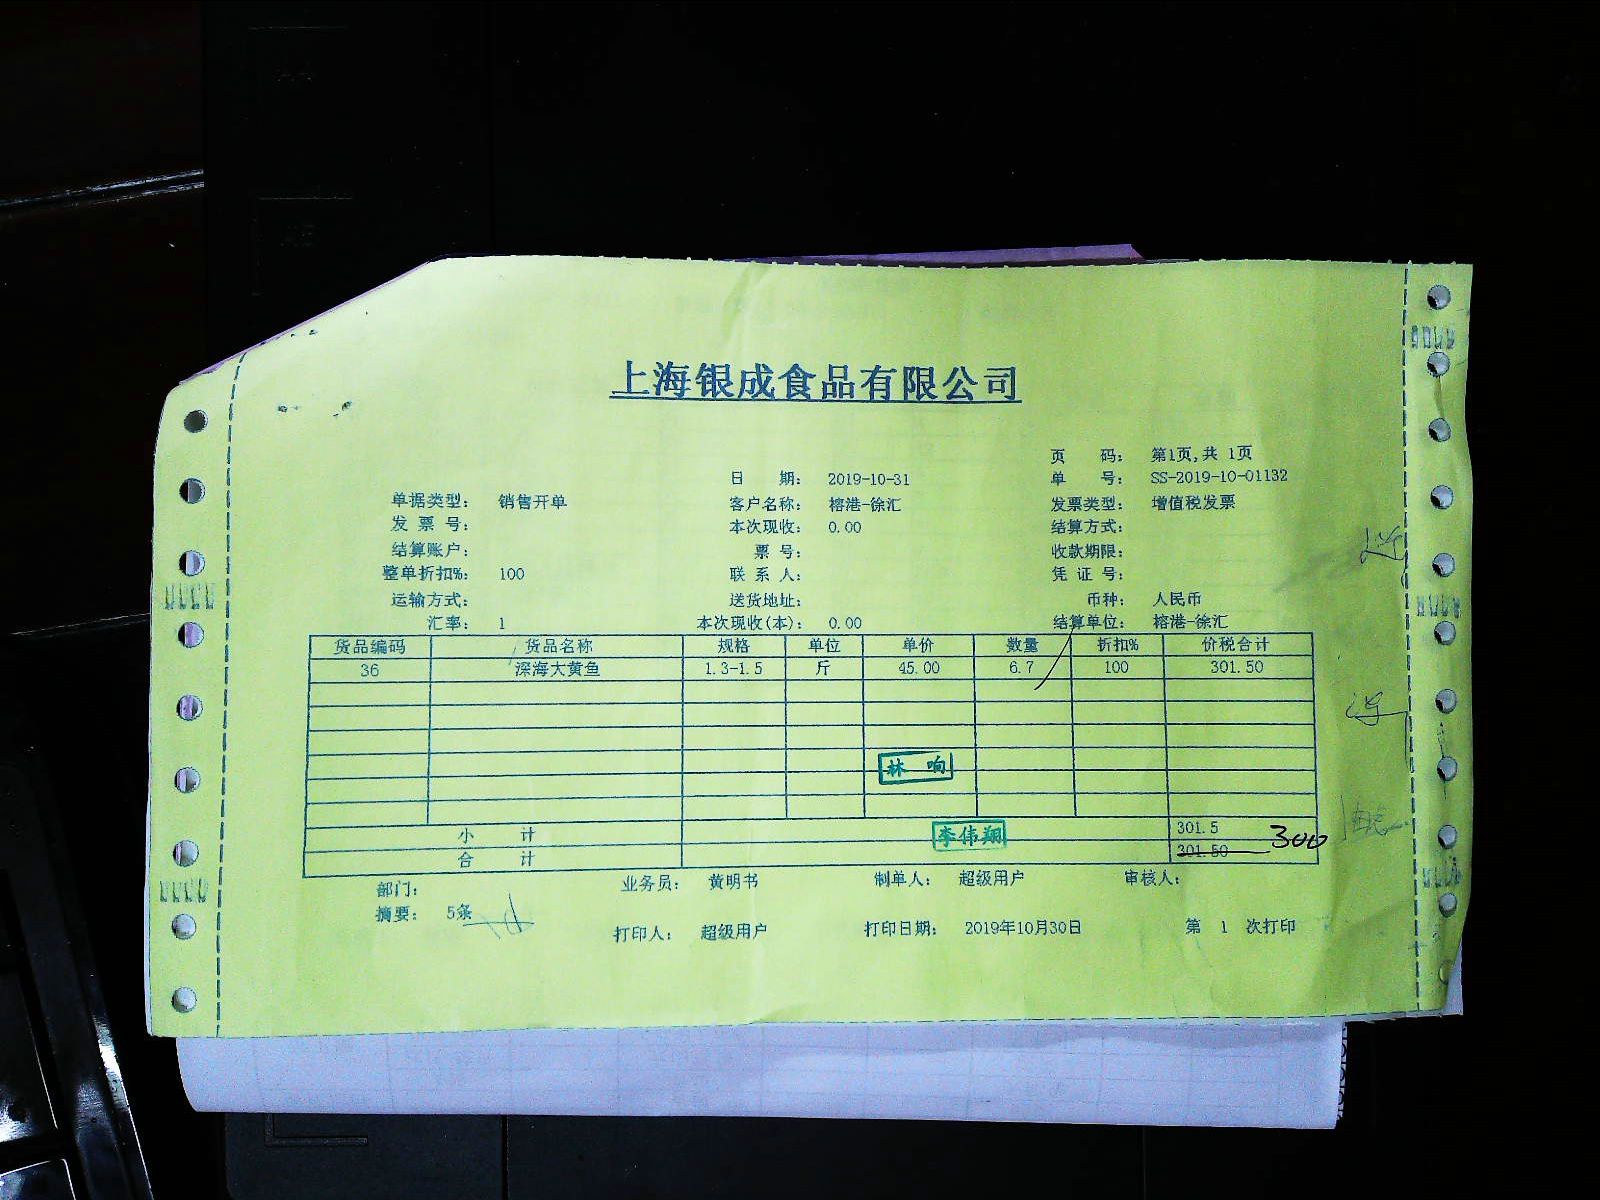 上海银成食品有限公司
页 码： 第1页,共 1页
日 期： 2019-10-31 单 号： SS-2019-10-01132
单据类型： 销售开单 客户名称： 榕港-徐汇 发票类型： 增值税发票
发 票 号： 本次现收： 0.00 结算方式：
结算账户： 票 号： 收款期限：
整单折扣%： 100 联 系 人： 凭 证 号：
运输方式： 送货地址： 币种： 人民币
汇率： 1 本次现收(本)： 0.00 结算单位： 榕港-徐汇
货品编码 货品名称 规格 单位 单价 数量 折扣% 价税合计
36 深海大黄鱼 1.3-1.5 斤 45.00 6.7 100 301.50
林 响
小 计 李伟翔 301.5 300
合 计 301.50
部门： 业务员： 黄明书 制单人： 超级用户 审核人：
摘要： 5条
打印人： 超级用户 打印日期： 2019年10月30日 第 1 次打印